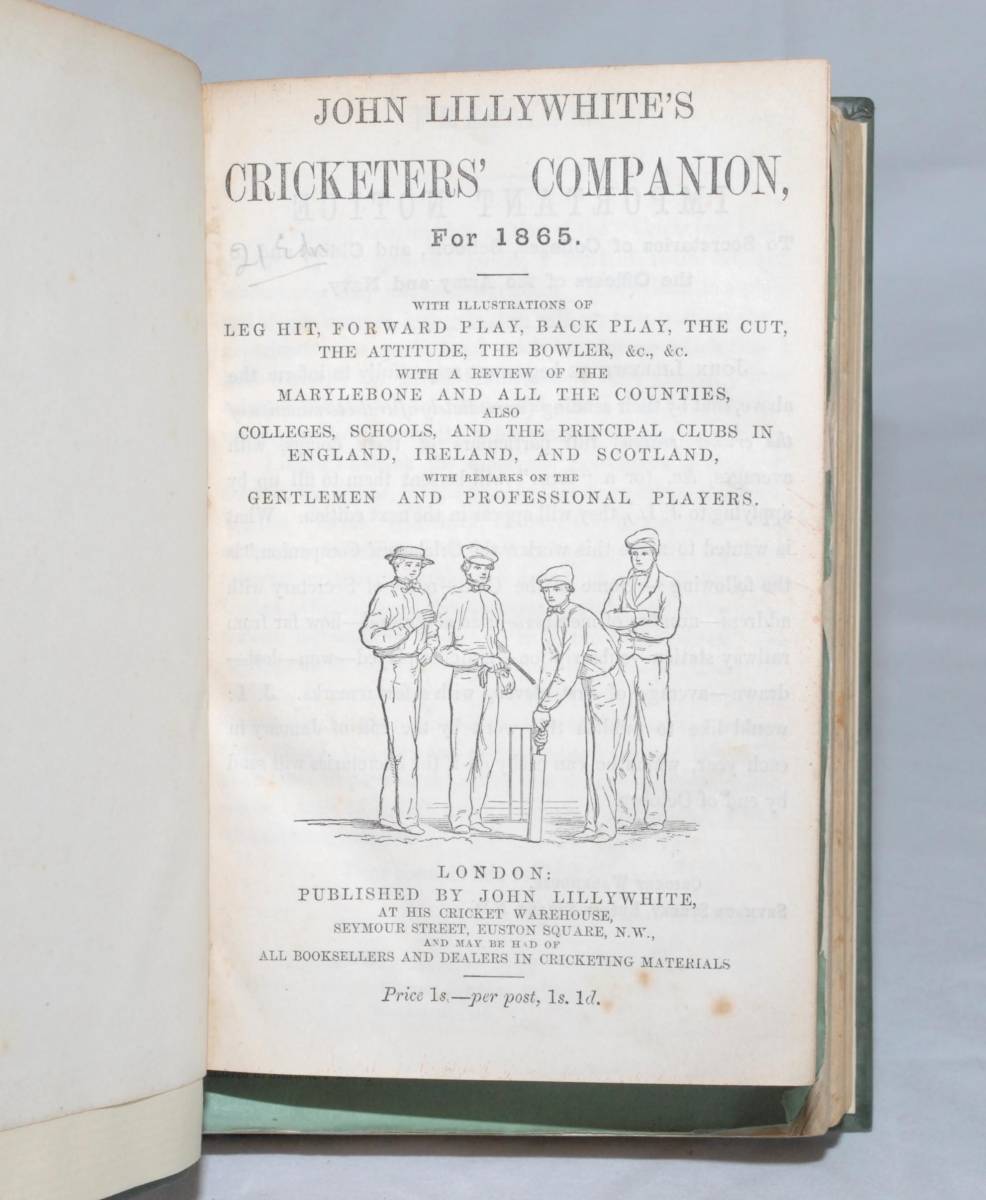 JOHN LILLYWHITE'S
CRICKETERS' COMPANION,
For 1865.
WITH ILLUSTRATIONS OF
LEG HIT, FORWARD PLAY, BACK PLAY, THE CUT,
THE ATTITUDE, THE BOWLER, &c., &c.
WITH A REVIEW OF THE
MARYLEBONE AND ALL THE COUNTIES,
ALSO
COLLEGES, SCHOOLS, AND THE PRINCIPAL CLUBS IN
ENGLAND, IRELAND, AND SCOTLAND,
WITH REMARKS ON THE
GENTLEMEN AND PROFESSIONAL PLAYERS.
LONDON:
PUBLISHED BY JOHN LILLYWHITE,
AT HIS CRICKET WAREHOUSE,
SEYMOUR STREET, EUSTON SQUARE, N.W.,
AND MAY BE HAD OF
ALL BOOKSELLERS AND DEALERS IN CRICKETING MATERIALS
Price 1s.—per post, 1s. 1d.